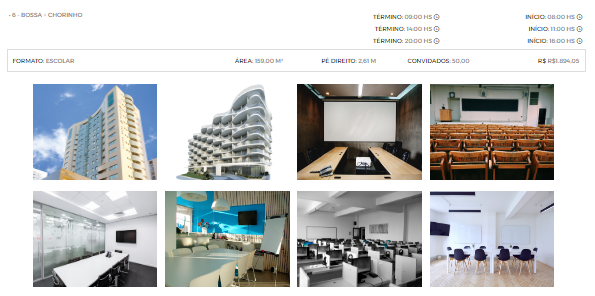 • 6 - BOSSA + CHORINHO
TÉRMINO: 09:00 HS INÍCIO: 08:00 HS
TÉRMINO: 14:00 HS INÍCIO: 11:00 HS
TÉRMINO: 20:00 HS INÍCIO: 16:00 HS
FORMATO: ESCOLAR ÁREA: 159,00 M² PÉ DIREITO: 2,61 M CONVIDADOS: 50,00 R$ R$1.894,05